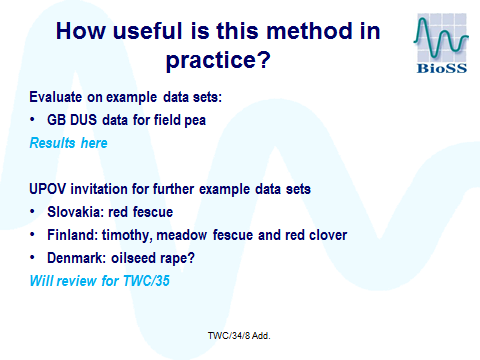 How useful is this method in
practice?
BioSS
Evaluate on example data sets:
• GB DUS data for field pea
Results here
UPOV invitation for further example data sets
• Slovakia: red fescue
• Finland: timothy, meadow fescue and red clover
• Denmark: oilseed rape?
Will review for TWC/35
TWC/34/8 Add.